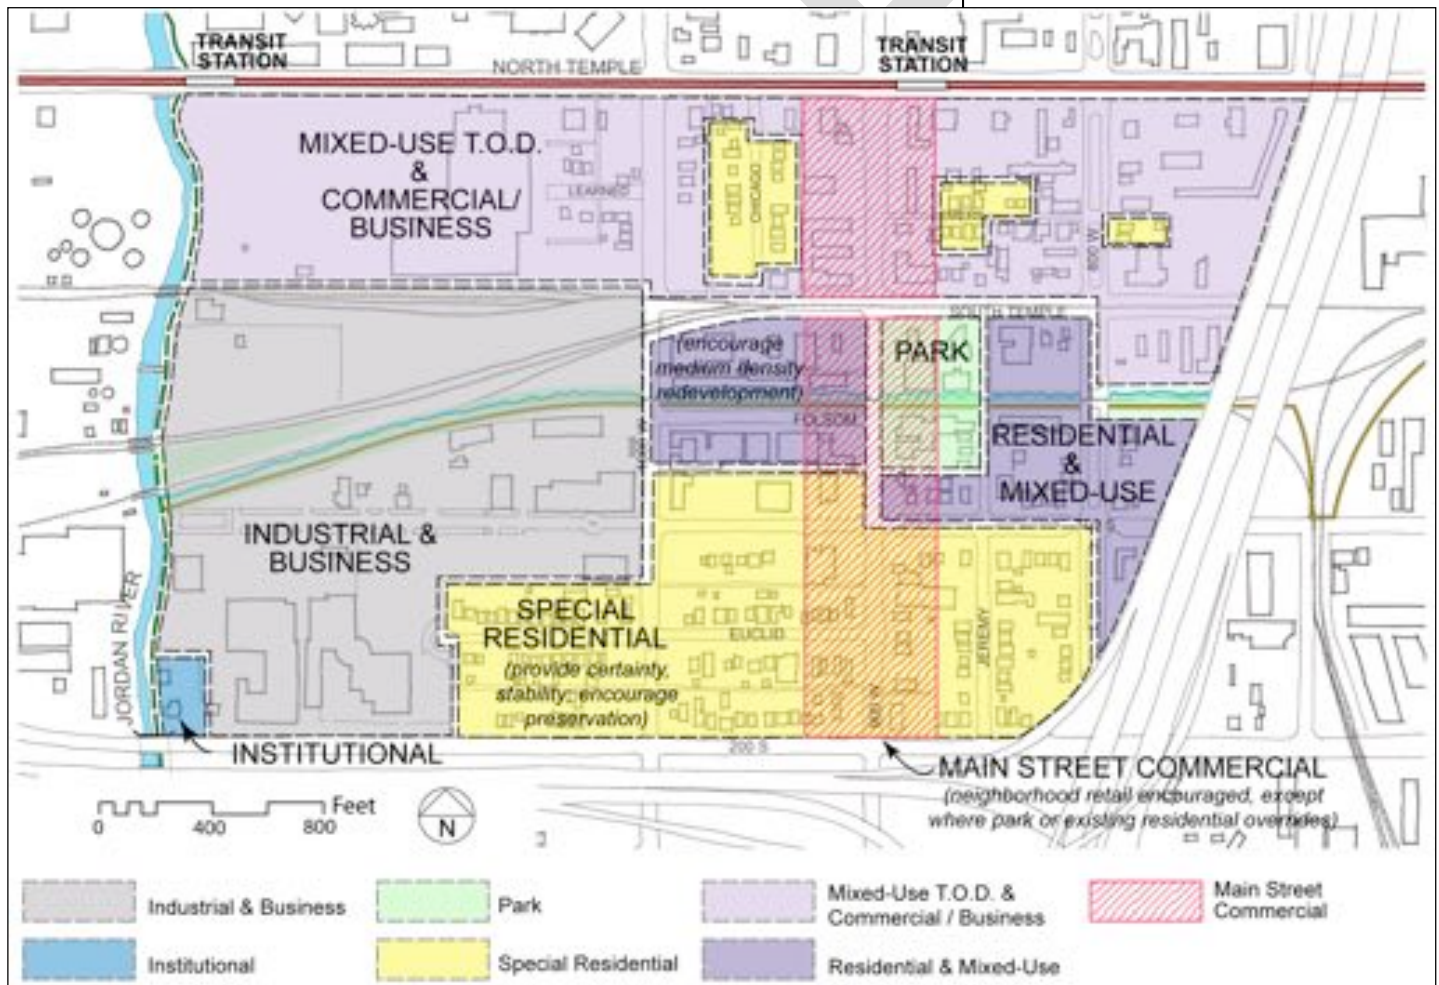 TRANSIT
STATION
TRANSIT
STATION
NORTH TEMPLE
MIXED-USE T.O.D.
&
COMMERCIAL/
BUSINESS
LEARNED
CHICAGO
800 W
SOUTH TEMPLE
(encourage
medium density
redevelopment)
PARK
FOLSOM
RESIDENTIAL
&
MIXED-USE
INDUSTRIAL &
BUSINESS
SPECIAL
RESIDENTIAL
(provide certainty,
stability; encourage
preservation)
EUCLID
JEREMY
900 W
JORDAN RIVER
INSTITUTIONAL
200 S
MAIN STREET COMMERCIAL
(neighborhood retail encouraged, except
where park or existing residential overrides)
Feet
0 400 800
N
Industrial & Business
Park
Mixed-Use T.O.D. &
Commercial / Business
Main Street
Commercial
Institutional
Special Residential
Residential & Mixed-Use